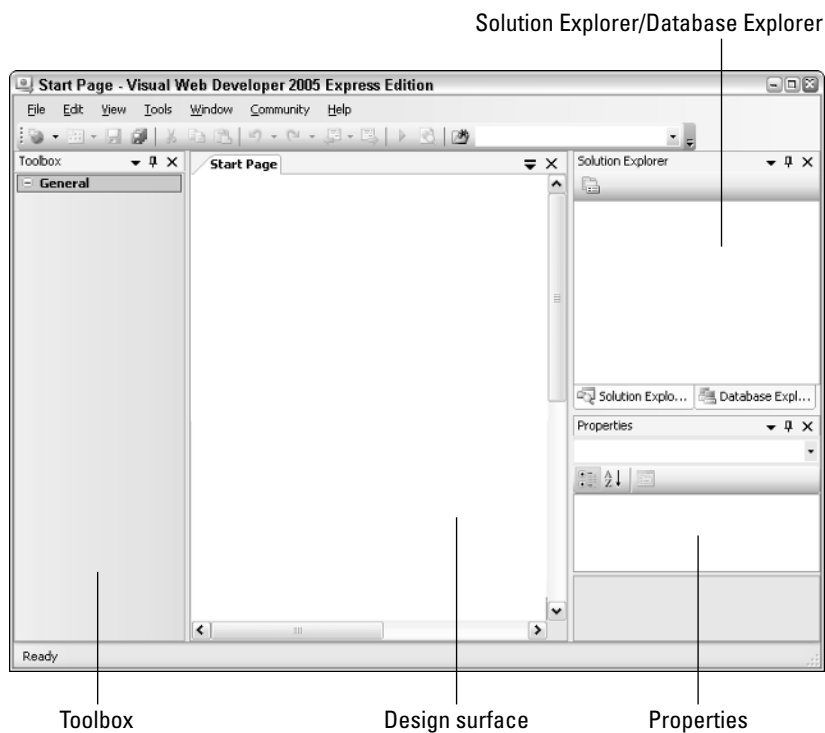 Solution Explorer/Database Explorer
Start Page - Visual Web Developer 2005 Express Edition
File Edit View Tools Window Community Help
Toolbox
General
Start Page
Solution Explorer
Solution Explo...
Database Expl...
Properties
Ready
Toolbox
Design surface
Properties